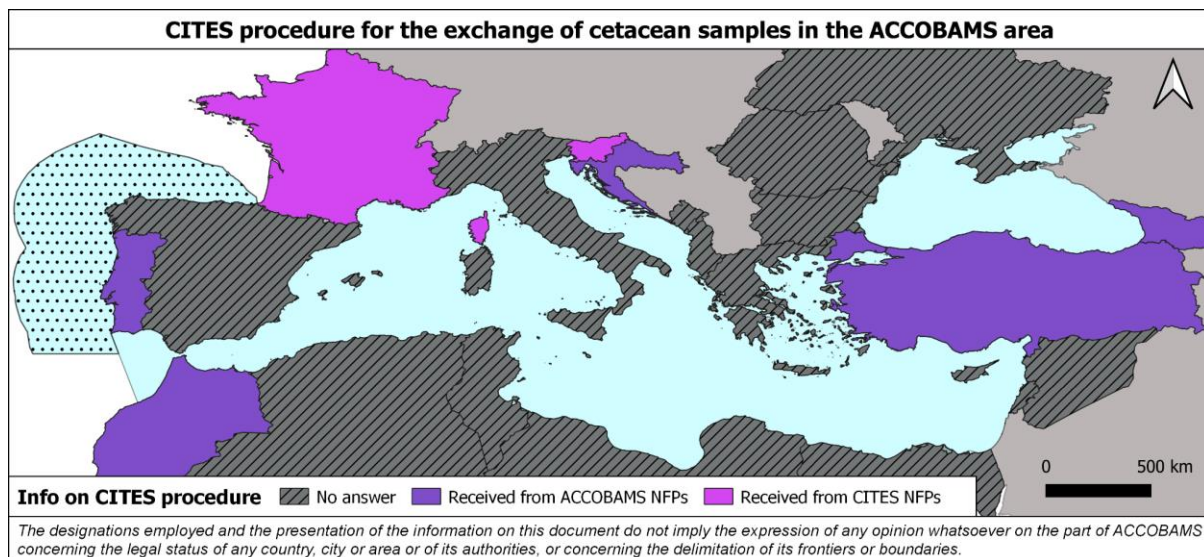 CITES procedure for the exchange of cetacean samples in the ACCOBAMS area
0 500 km
Info on CITES procedure No answer Received from ACCOBAMS NFPs Received from CITES NFPs
The designations employed and the presentation of the information on this document do not imply the expression of any opinion whatsoever on the part of ACCOBAMS
concerning the legal status of any country, city or area or of its authorities, or concerning the delimitation of its frontiers or boundaries.